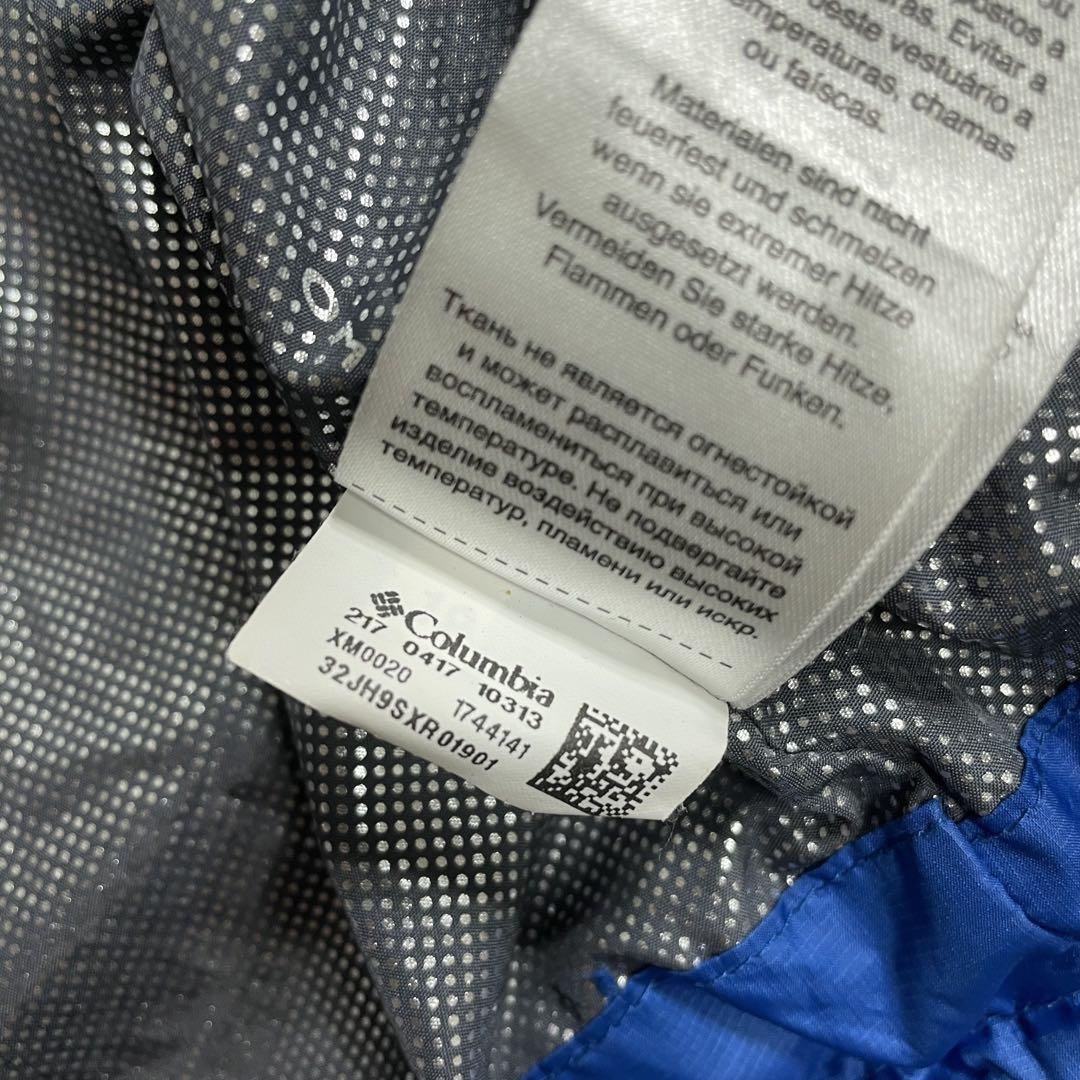 postos a
ras. Evitar a
deste vestuário a
temperaturas, chamas
ou faíscas.
Materialen sind nicht
feuerfest und schmelzen
wenn sie extremer Hitze
ausgesetzt werden.
Vermeiden Sie starke Hitze,
Flammen oder Funken.
Ткань не является огнестойкой
и может расплавиться или
воспламениться при высокой
температуре. Не подвергайте
изделие воздействию высоких
температур, пламени или искр.
Columbia
217 0417 10313
XM0020 1744141
32JH9SXR01901